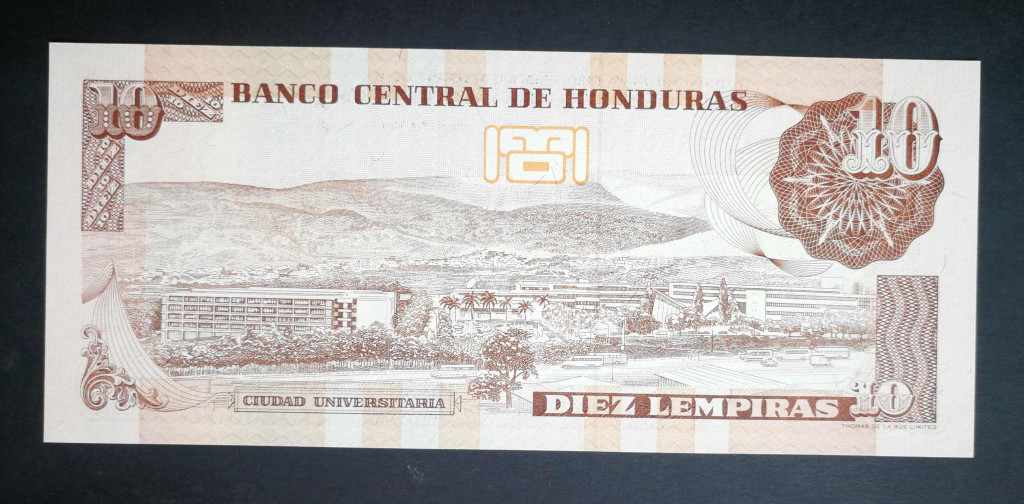 10
BANCO CENTRAL DE HONDURAS
10
CIUDAD UNIVERSITARIA
DIEZ LEMPIRAS
10
THOMAS DE LA RUE LIMITED